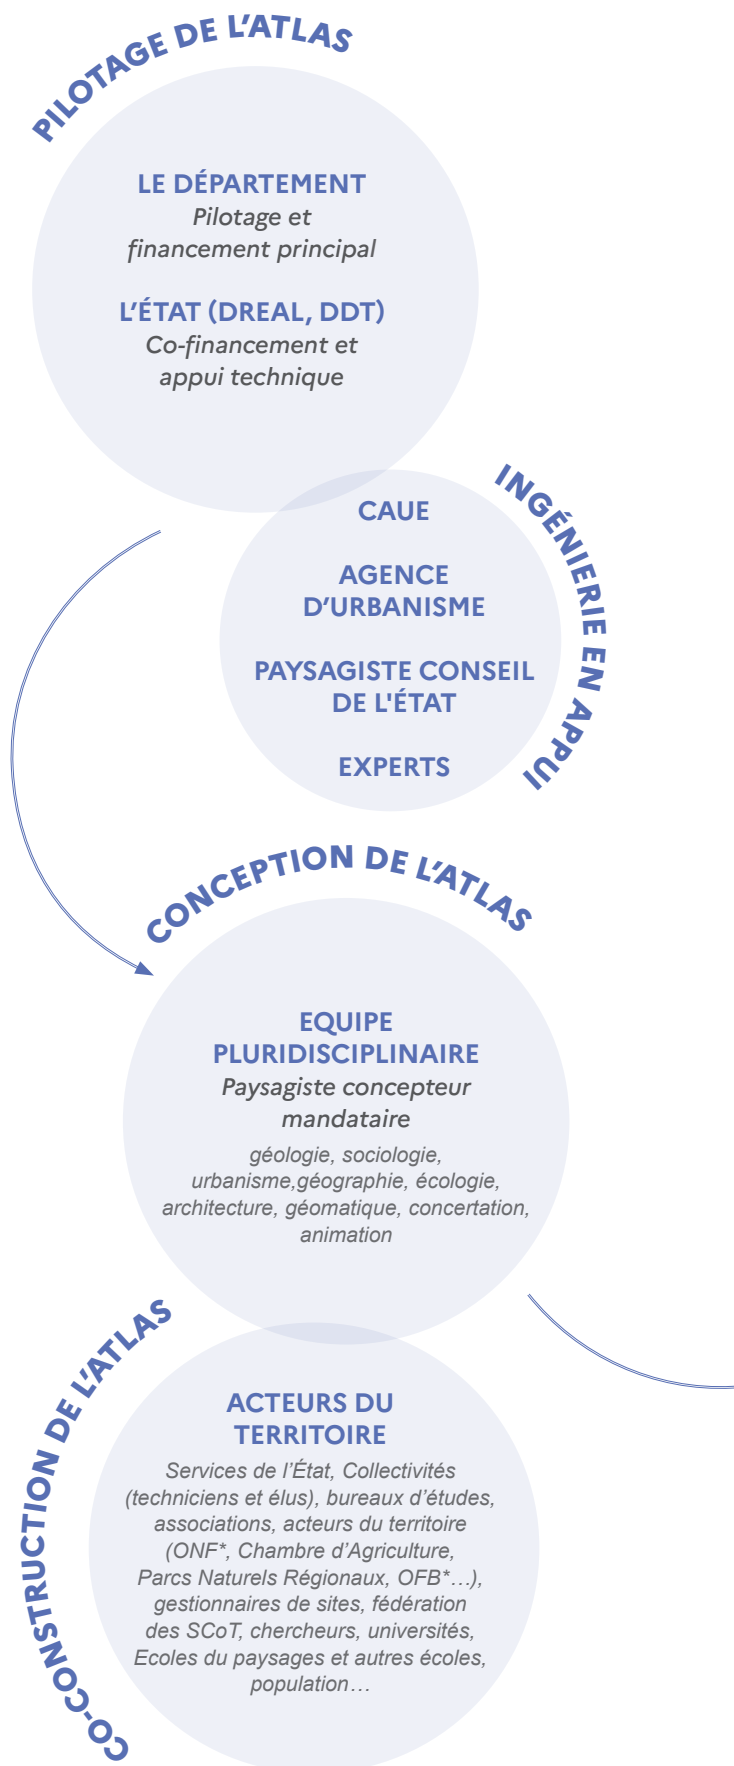 PILOTAGE DE L’ATLAS
LE DÉPARTEMENT
Pilotage et
financement principal
L’ÉTAT (DREAL, DDT)
Co-financement et
appui technique
INGÉNIERIE EN APPUI
CAUE
AGENCE
D’URBANISME
PAYSAGISTE CONSEIL
DE L'ÉTAT
EXPERTS
CONCEPTION DE L’ATLAS
EQUIPE
PLURIDISCIPLINAIRE
Paysagiste concepteur
mandataire
géologie, sociologie,
urbanisme,géographie, écologie,
architecture, géomatique, concertation,
animation
CO-CONSTRUCTION DE L’ATLAS
ACTEURS DU
TERRITOIRE
Services de l’État, Collectivités
(techniciens et élus), bureaux d’études,
associations, acteurs du territoire
(ONF*, Chambre d’Agriculture,
Parcs Naturels Régionaux, OFB*…),
gestionnaires de sites, fédération
des SCoT, chercheurs, universités,
Ecoles du paysages et autres écoles,
population…